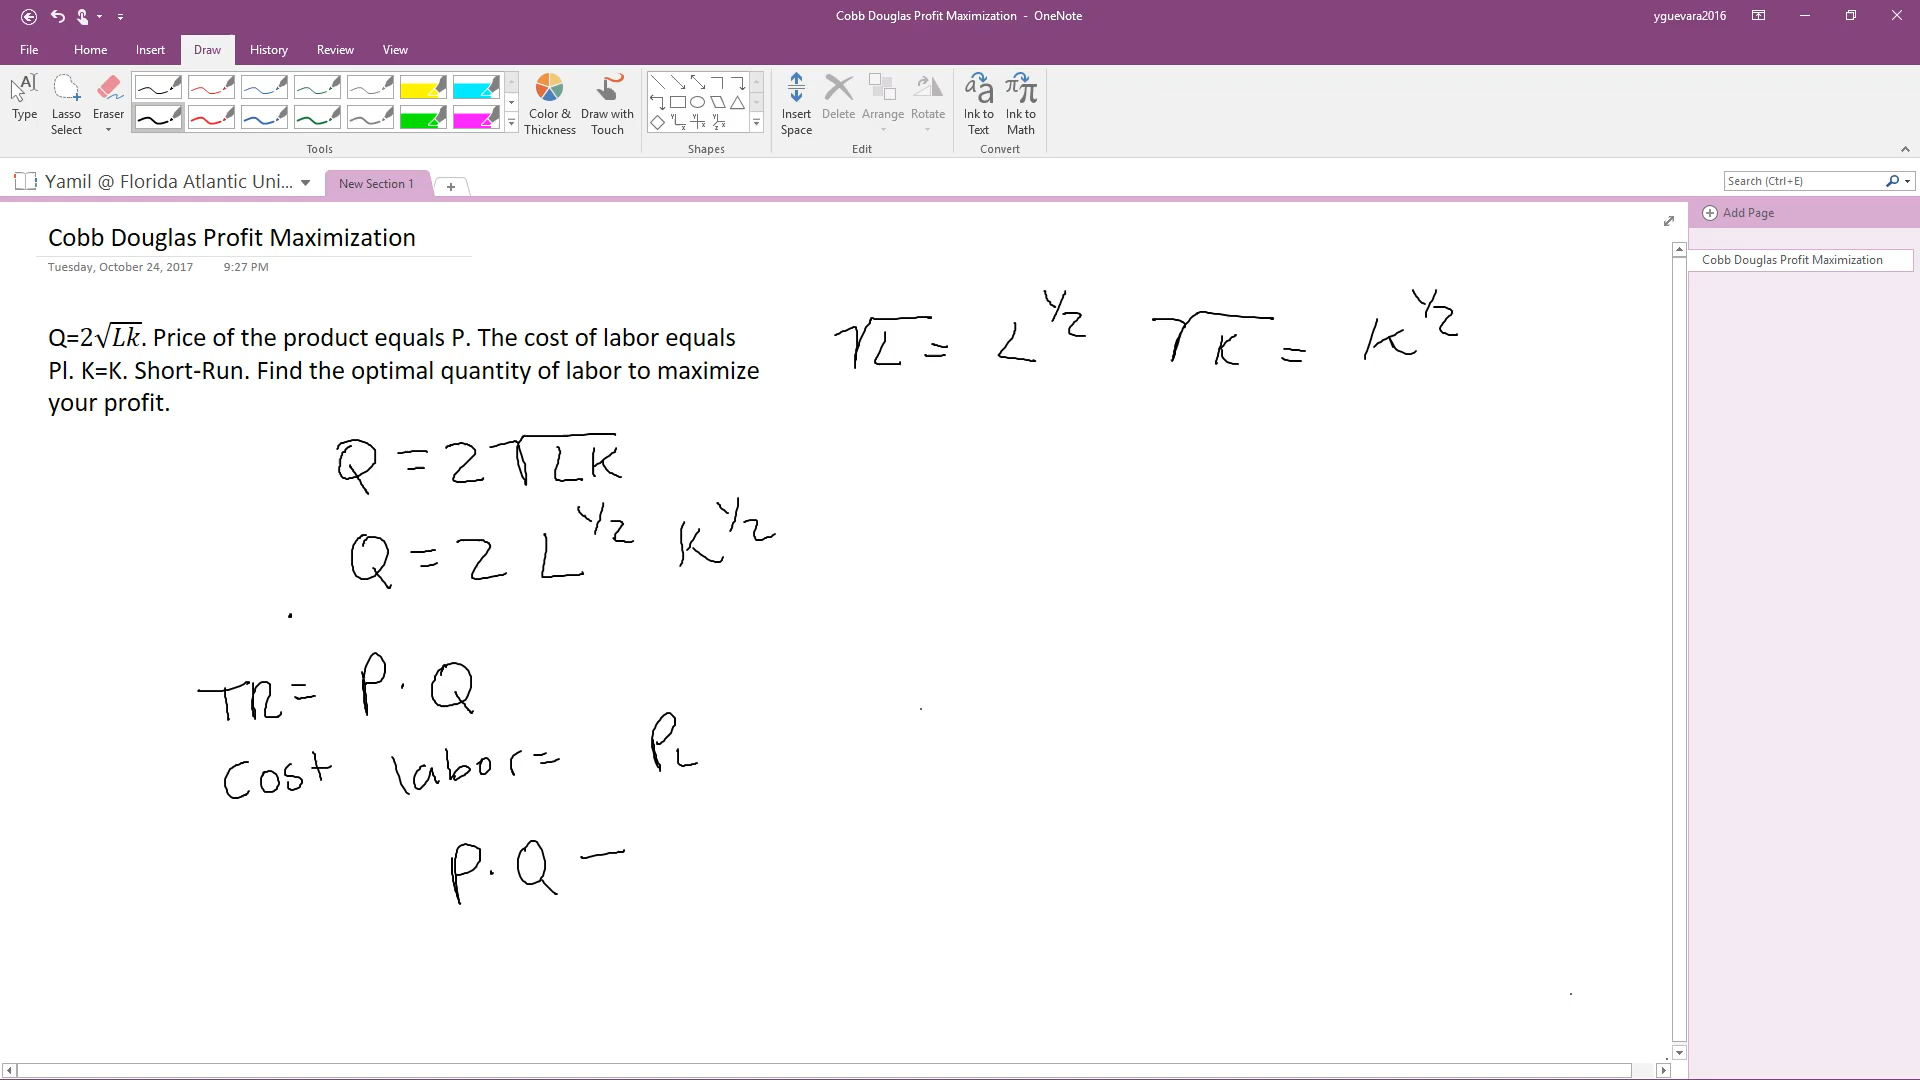 Cobb Douglas Profit Maximization - OneNote
yguevara2016
File Home Insert Draw History Review View
Type
Lasso Select
Eraser
Color & Thickness
Draw with Touch
Insert Space
Delete
Arrange
Rotate
Ink to Text
Ink to Math
Tools
Shapes
Edit
Convert
Yamil @ Florida Atlantic Uni...
New Section 1
Search (Ctrl+E)
Add Page
Cobb Douglas Profit Maximization
Cobb Douglas Profit Maximization
Tuesday, October 24, 2017 9:27 PM
Q=2√Lk. Price of the product equals P. The cost of labor equals
Pl. K=K. Short-Run. Find the optimal quantity of labor to maximize
your profit.
√L = L^1/2 √K = K^1/2
Q = 2√LK
Q = 2 L^1/2 K^1/2
TR = P · Q
Cost labor = P_L
P · Q −